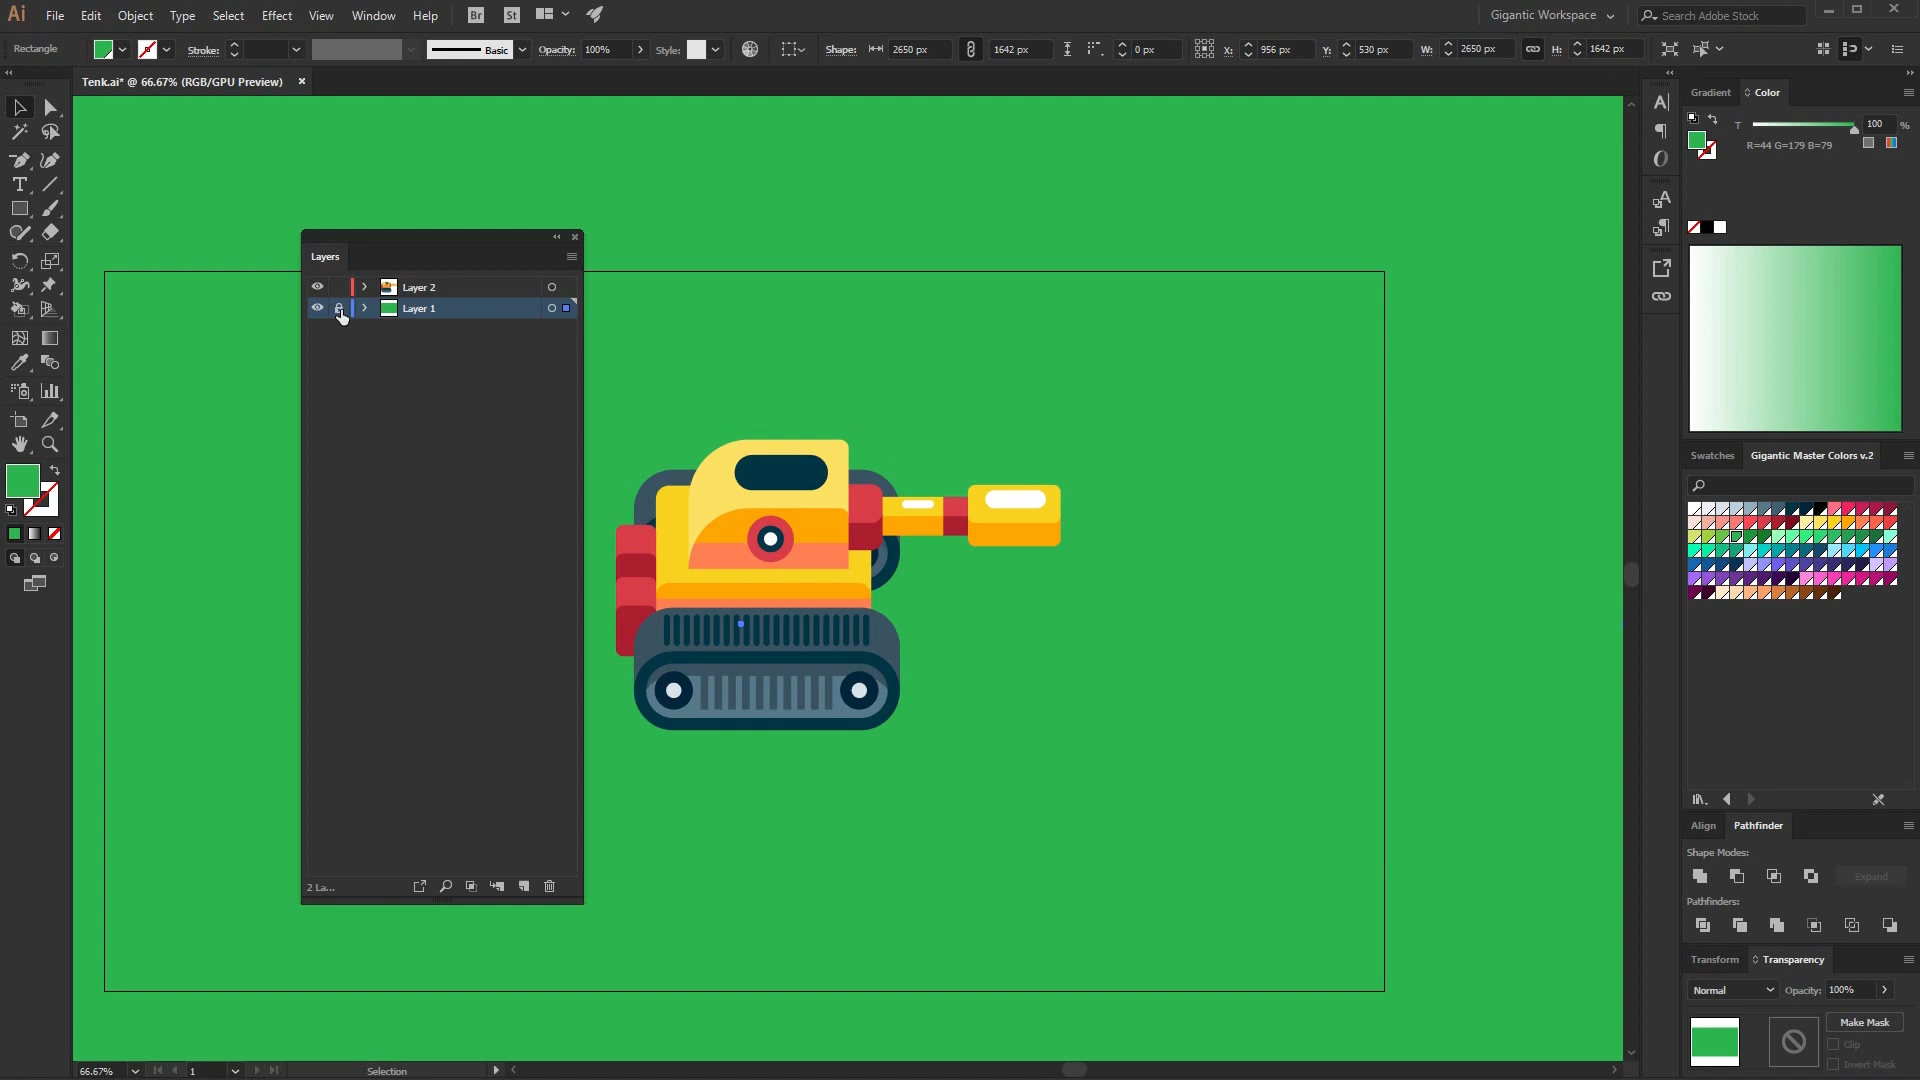 Ai File Edit Object Type Select Effect View Window Help Br St Gigantic Workspace Search Adobe Stock
Rectangle Stroke: Basic Opacity: 100% Style: Shape: 2650 px 1642 px 0 px X: 956 px Y: 530 px W: 2650 px H: 1642 px
Tenk.ai* @ 66.67% (RGB/GPU Preview)
Gradient Color
T 100 %
R=44 G=179 B=79
Layers
Layer 2
Layer 1
2 La...
Swatches Gigantic Master Colors v.2
Align Pathfinder
Shape Modes:
Expand
Pathfinders:
Transform Transparency
Normal Opacity: 100%
Make Mask
Clip
Invert Mask
66.67% 1 Selection